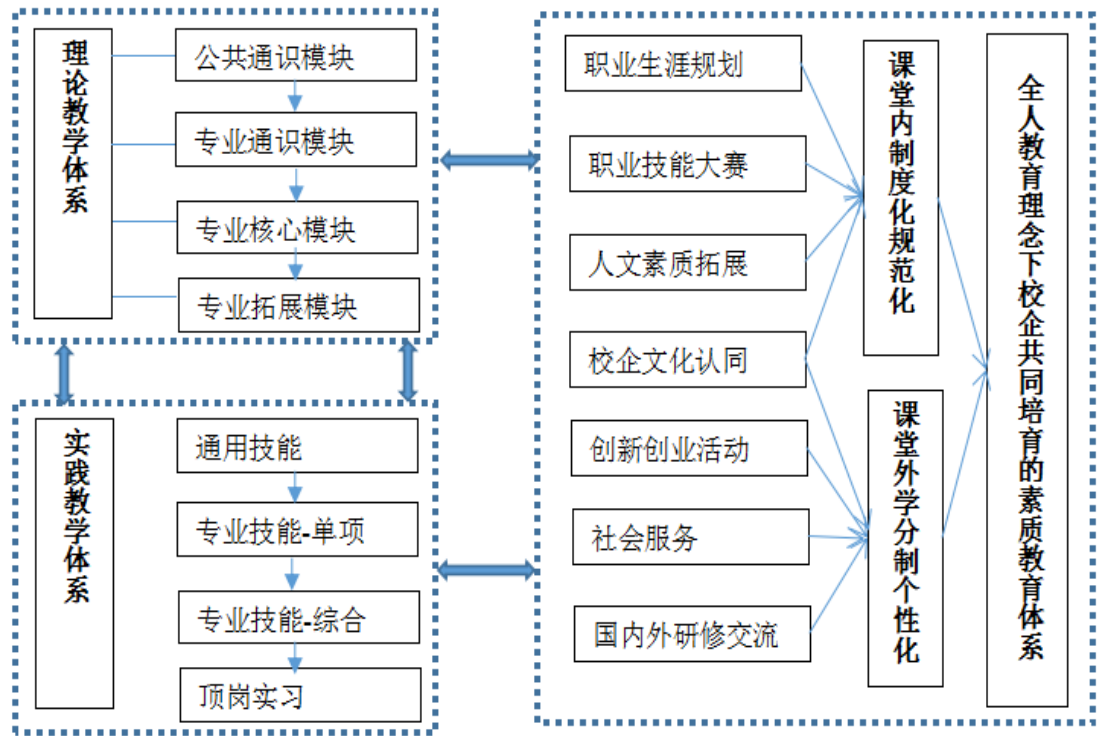 理论教学体系
公共通识模块
专业通识模块
专业核心模块
专业拓展模块
实践教学体系
通用技能
专业技能-单项
专业技能-综合
顶岗实习
职业生涯规划
职业技能大赛
人文素质拓展
校企文化认同
创新创业活动
社会服务
国内外研修交流
课堂内制度化规范化
课堂外学分制个性化
全人教育理念下校企共同培育的素质教育体系